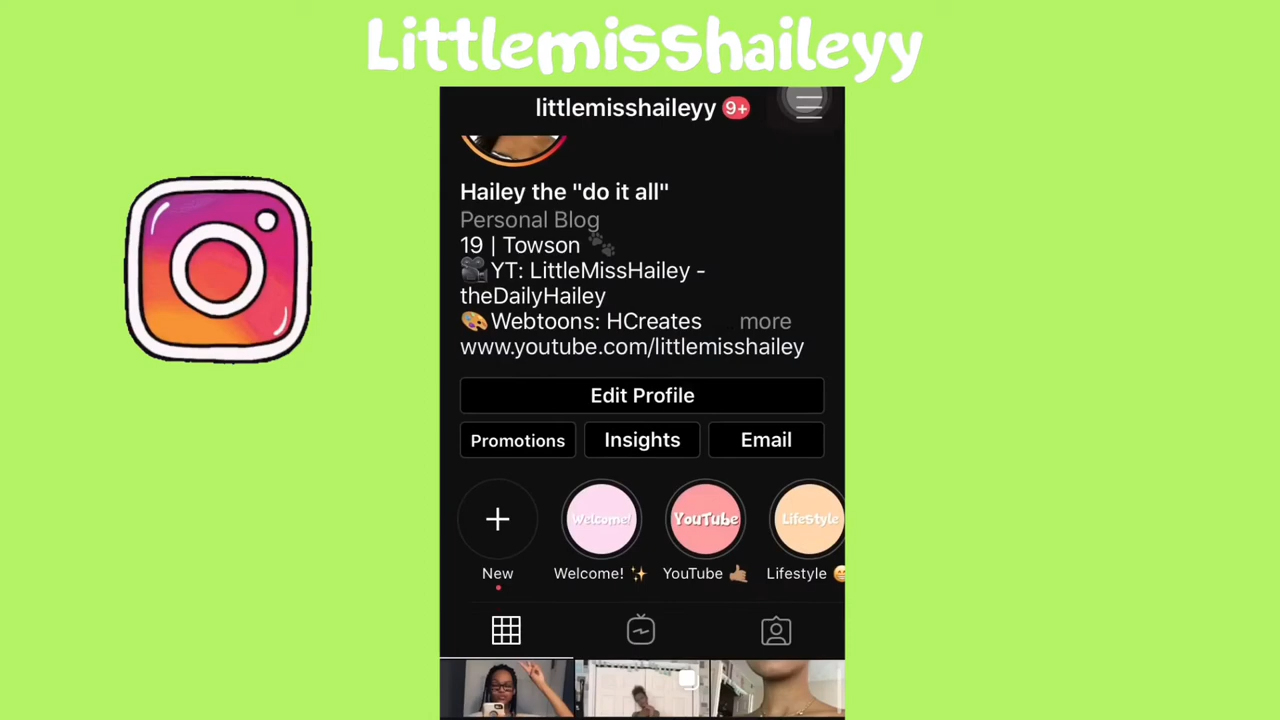 Littlemisshaileyy
littlemisshaileyy 9+
Hailey the "do it all"
Personal Blog
19 | Towson 🐾
🎥YT: LittleMissHailey -
theDailyHailey
🎨Webtoons: HCreates more
www.youtube.com/littlemisshailey
Edit Profile
Promotions Insights Email
Welcome! YouTube Lifestyle
New Welcome! ✨ YouTube 🤙🏽 Lifestyle 😁